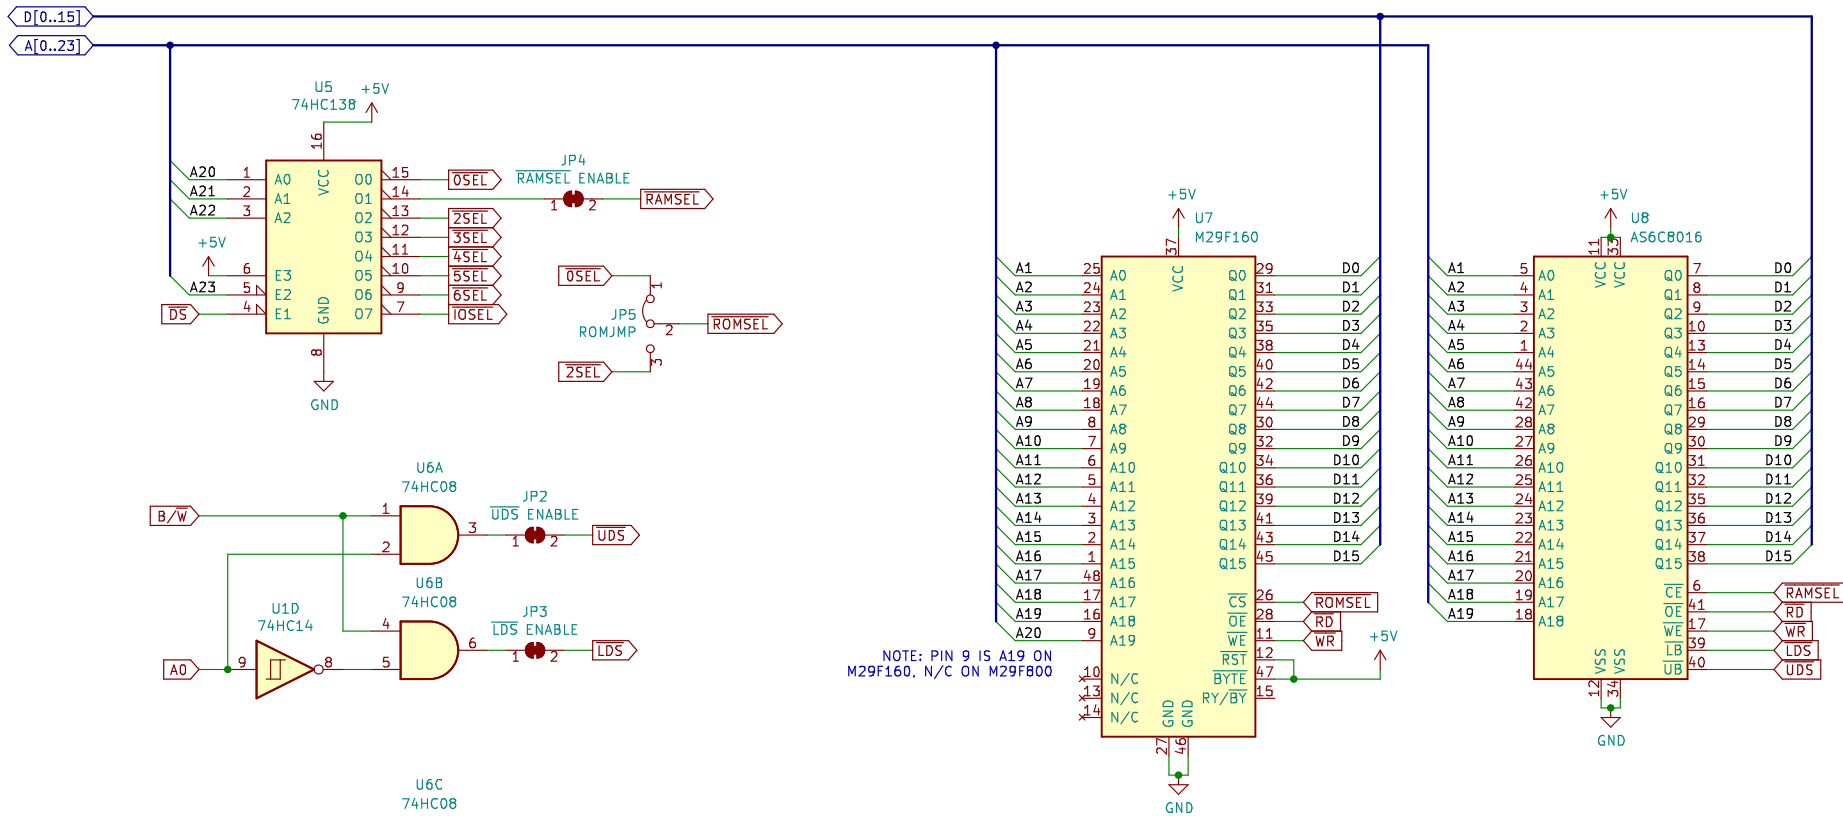 D[0..15]
A[0..23]
U5
74HC138
+5V
16
VCC
A20 1 A0 O0 15 0SEL
A21 2 A1 O1 14
A22 3 A2 O2 13 2SEL
O3 12 3SEL
O4 11 4SEL
+5V 6 E3 O5 10 5SEL
A23 5 E2 O6 9 6SEL
DS 4 E1 O7 7 IOSEL
GND
8
GND
JP4
RAMSEL ENABLE
1 2 RAMSEL
0SEL
1
JP5
ROMJMP
2 ROMSEL
3
2SEL
U6A
74HC08
B/W 1
2
3
JP2
UDS ENABLE
1 2 UDS
U6B
74HC08
U1D
74HC14
A0 9 8
4
5
6
JP3
LDS ENABLE
1 2 LDS
U6C
74HC08
+5V
U7
M29F160
37
VCC
A1 25 A0 Q0 29 D0
A2 24 A1 Q1 31 D1
A3 23 A2 Q2 33 D2
A4 22 A3 Q3 35 D3
A5 21 A4 Q4 38 D4
A6 20 A5 Q5 40 D5
A7 19 A6 Q6 42 D6
A8 18 A7 Q7 44 D7
A9 8 A8 Q8 30 D8
A10 7 A9 Q9 32 D9
A11 6 A10 Q10 34 D10
A12 5 A11 Q11 36 D11
A13 4 A12 Q12 39 D12
A14 3 A13 Q13 41 D13
A15 2 A14 Q14 43 D14
A16 1 A15 Q15 45 D15
A17 48 A16
A18 17 A17 CS 26 ROMSEL
A19 16 A18 OE 28 RD
A20 9 A19 WE 11 WR
RST 12
+5V
10 N/C BYTE 47
13 N/C RY/BY 15
14 N/C
GND GND
27 46
GND
NOTE: PIN 9 IS A19 ON
M29F160, N/C ON M29F800
+5V
U8
AS6C8016
11 33
VCC VCC
A1 5 A0 Q0 7 D0
A2 4 A1 Q1 8 D1
A3 3 A2 Q2 9 D2
A4 2 A3 Q3 10 D3
A5 1 A4 Q4 13 D4
A6 44 A5 Q5 14 D5
A7 43 A6 Q6 15 D6
A8 42 A7 Q7 16 D7
A9 28 A8 Q8 29 D8
A10 27 A9 Q9 30 D9
A11 26 A10 Q10 31 D10
A12 25 A11 Q11 32 D11
A13 24 A12 Q12 35 D12
A14 23 A13 Q13 36 D13
A15 22 A14 Q14 37 D14
A16 21 A15 Q15 38 D15
A17 20 A16
A18 19 A17 CE 6 RAMSEL
A19 18 A18 OE 41 RD
WE 17 WR
LB 39 LDS
UB 40 UDS
VSS VSS
12 34
GND